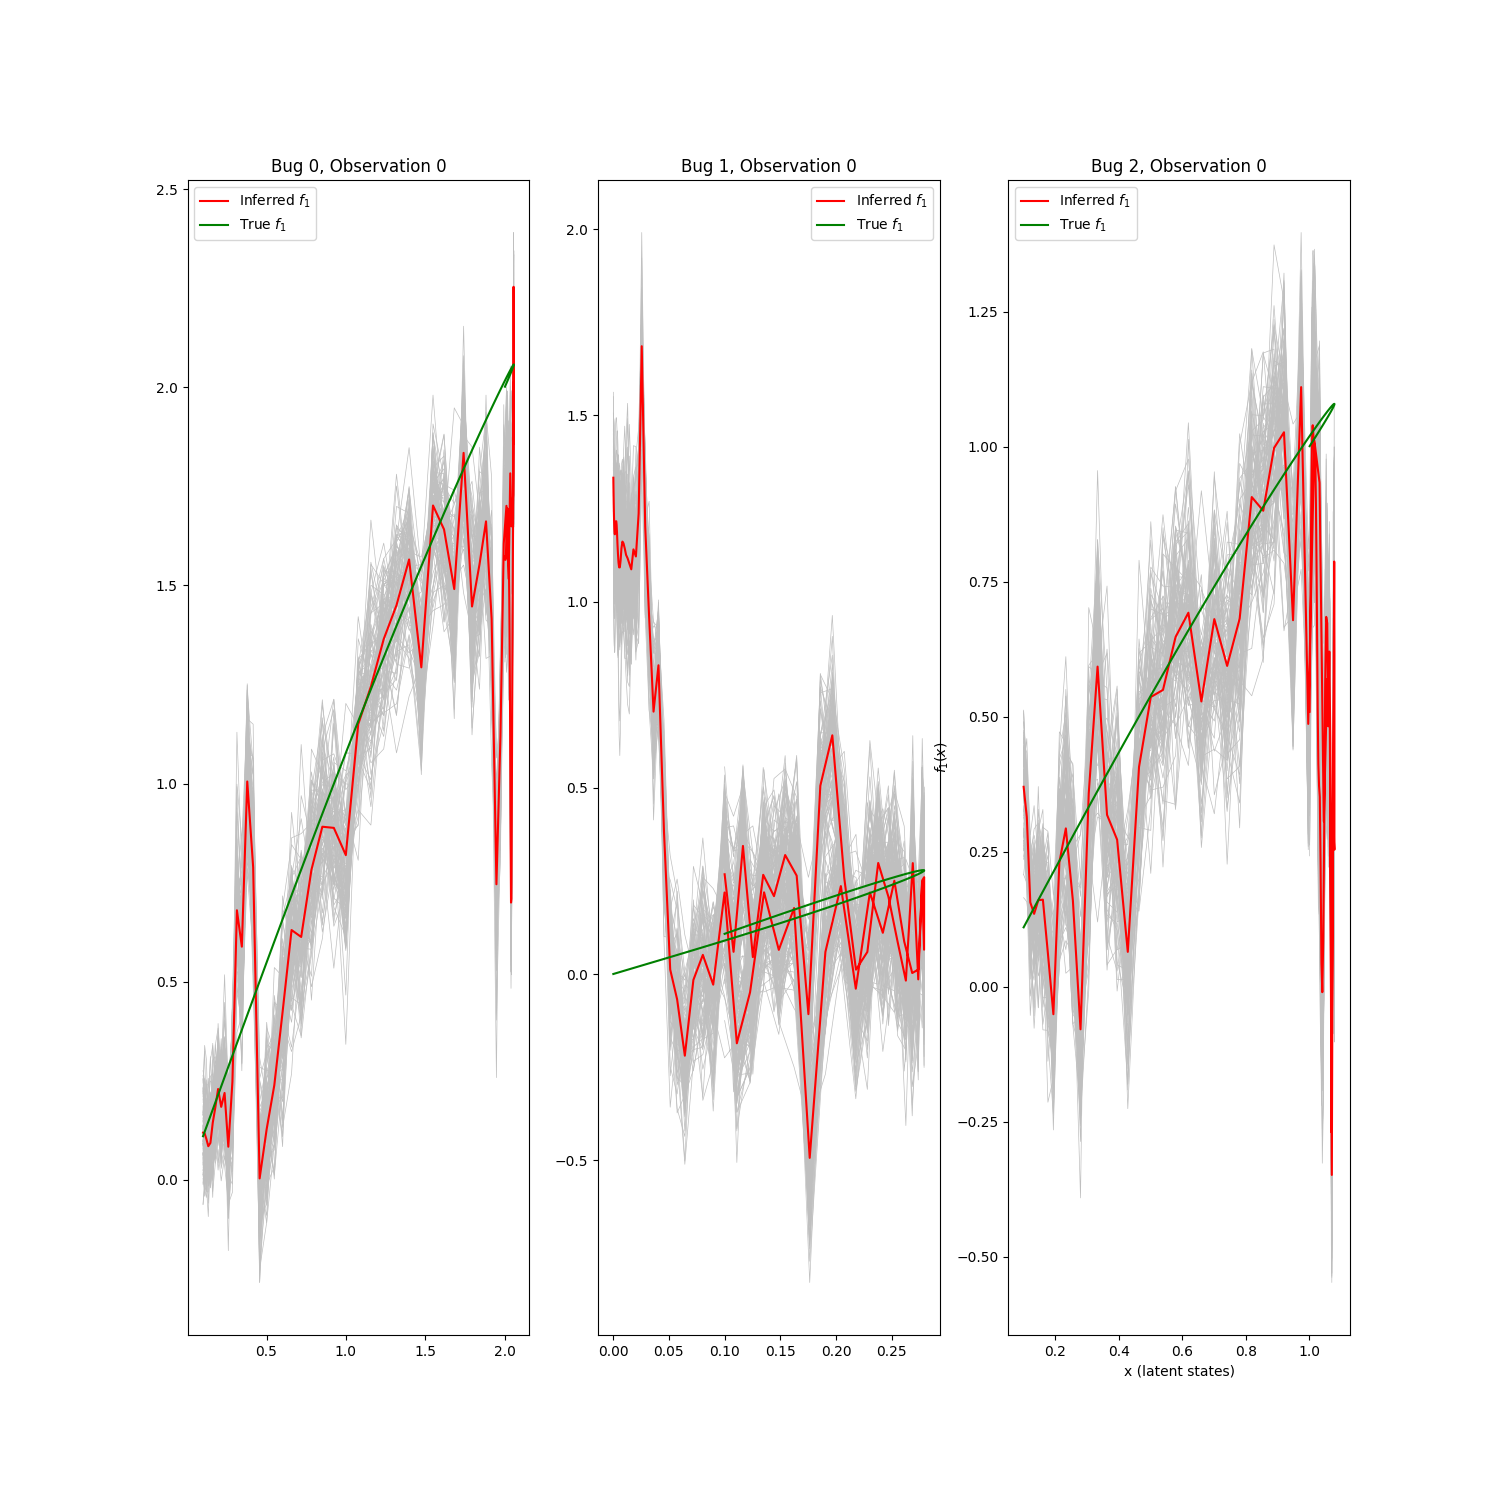 Bug 0, Observation 0
Inferred f₁
True f₁
2.5
2.0
1.5
1.0
0.5
0.0
0.5 1.0 1.5 2.0
Bug 1, Observation 0
Inferred f₁
True f₁
2.0
1.5
1.0
0.5
0.0
−0.5
0.00 0.05 0.10 0.15 0.20 0.25
Bug 2, Observation 0
Inferred f₁
True f₁
f₁(x)
1.25
1.00
0.75
0.50
0.25
0.00
−0.25
−0.50
0.2 0.4 0.6 0.8 1.0
x (latent states)